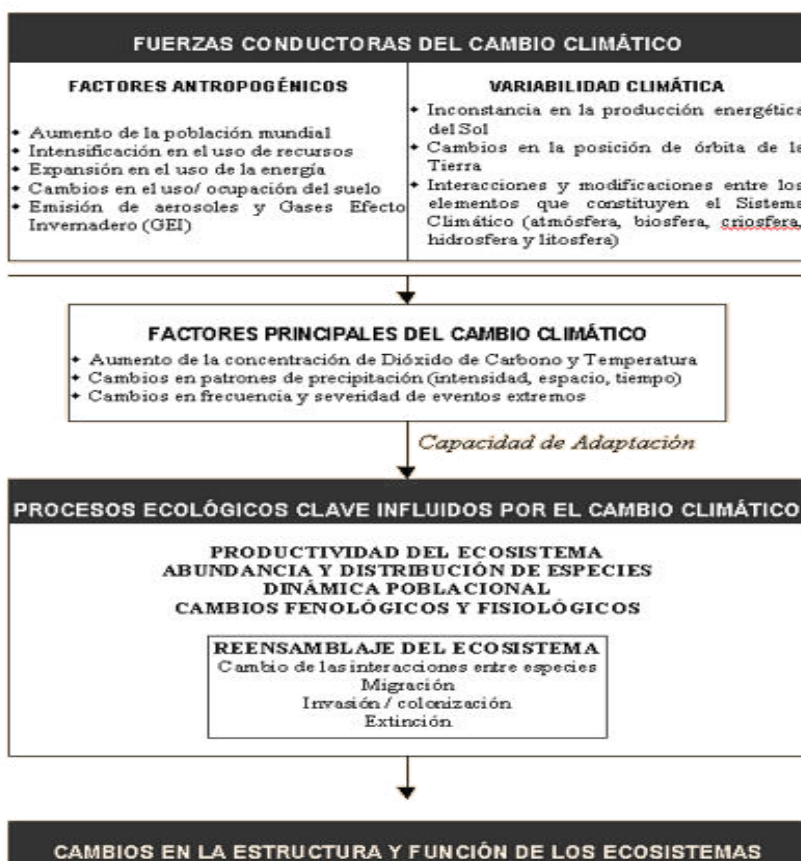 FUERZAS CONDUCTORAS DEL CAMBIO CLIMÁTICO
FACTORES ANTROPOGÉNICOS
• Aumento de la población mundial
• Intensificación en el uso de recursos
• Expansión en el uso de la energía
• Cambios en el uso/ ocupación del suelo
• Emisión de aerosoles y Gases Efecto
Invernadero (GEI)
VARIABILIDAD CLIMÁTICA
• Inconstancia en la producción energética
del Sol
• Cambios en la posición de órbita de la
Tierra
• Interacciones y modificaciones entre los
elementos que constituyen el Sistema
Climático (atmósfera, biosfera, criosfera,
hidrosfera y litosfera)
FACTORES PRINCIPALES DEL CAMBIO CLIMÁTICO
• Aumento de la concentración de Dióxido de Carbono y Temperatura
• Cambios en patrones de precipitación (intensidad, espacio, tiempo)
• Cambios en frecuencia y severidad de eventos extremos
Capacidad de Adaptación
PROCESOS ECOLÓGICOS CLAVE INFLUIDOS POR EL CAMBIO CLIMÁTICO
PRODUCTIVIDAD DEL ECOSISTEMA
ABUNDANCIA Y DISTRIBUCIÓN DE ESPECIES
DINÁMICA POBLACIONAL
CAMBIOS FENOLÓGICOS Y FISIOLÓGICOS
REENSAMBLAJE DEL ECOSISTEMA
Cambio de las interacciones entre especies
Migración
Invasión / colonización
Extinción
CAMBIOS EN LA ESTRUCTURA Y FUNCIÓN DE LOS ECOSISTEMAS